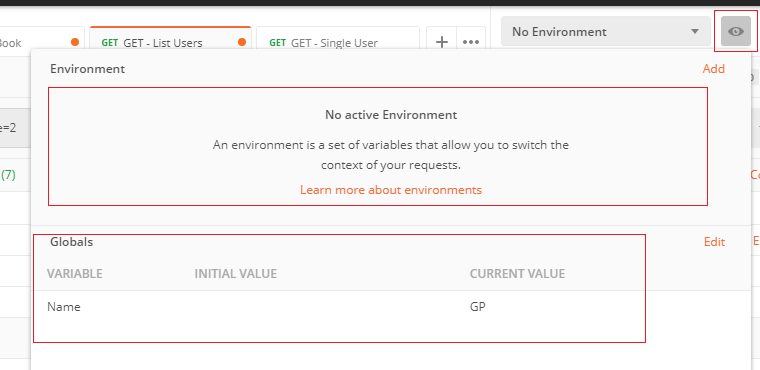 Book
GET GET - List Users
GET GET - Single User
+ •••
No Environment
Environment
Add
No active Environment
e=2
An environment is a set of variables that allow you to switch the
context of your requests.
(7)
Learn more about environments
Globals
Edit
VARIABLE INITIAL VALUE CURRENT VALUE
Name GP